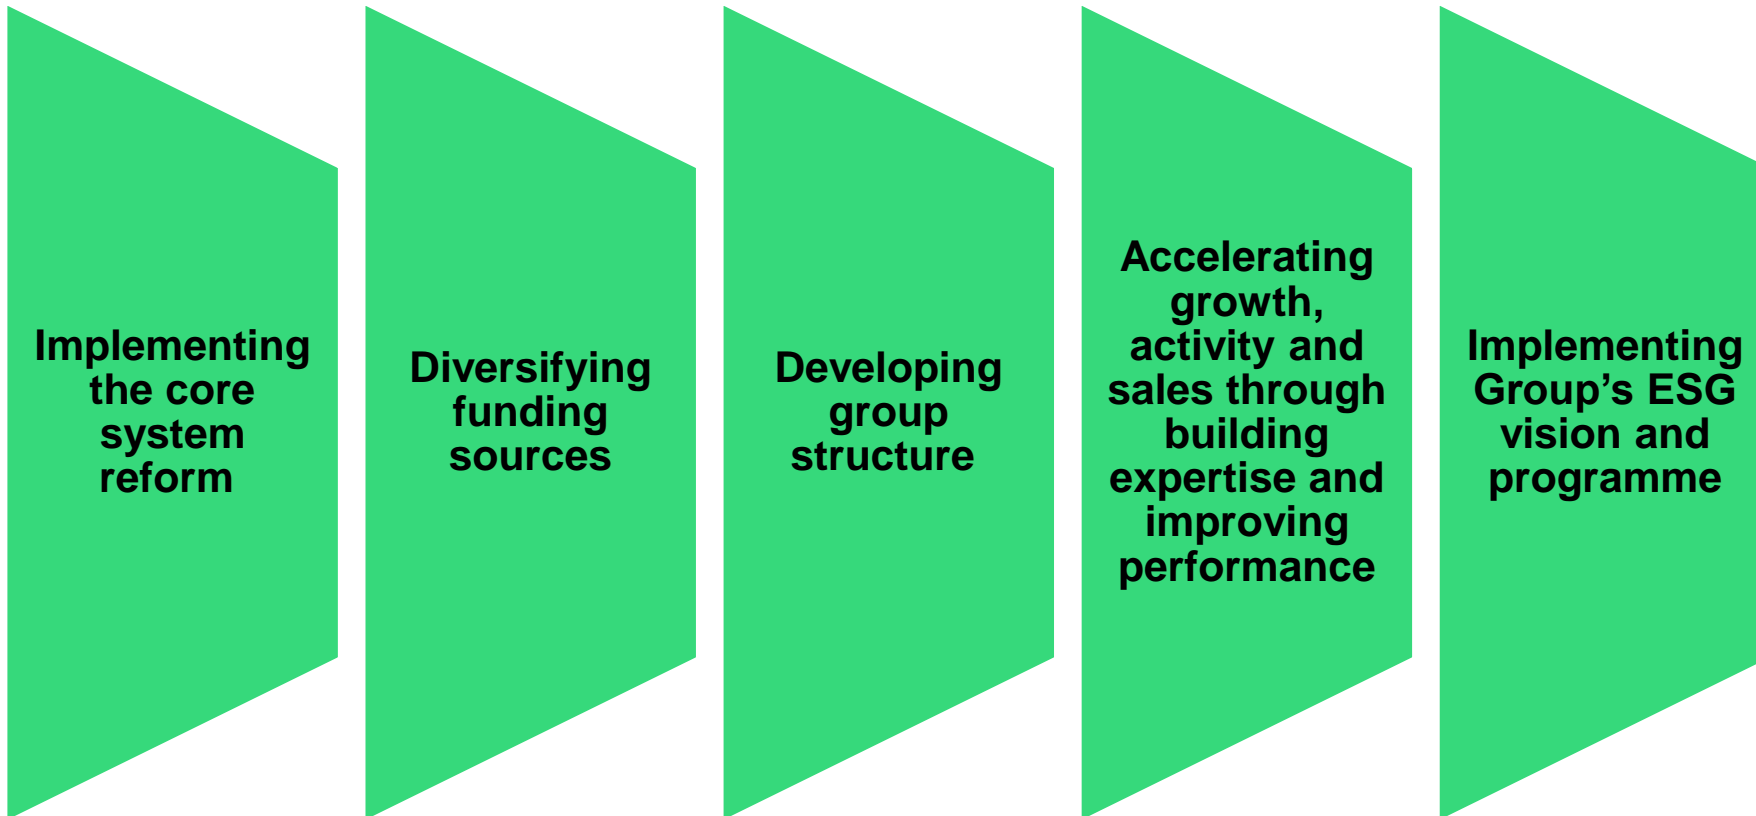 Implementing
the core
system
reform
Diversifying
funding
sources
Developing
group
structure
Accelerating
growth,
activity and
sales through
building
expertise and
improving
performance
Implementing
Group’s ESG
vision and
programme